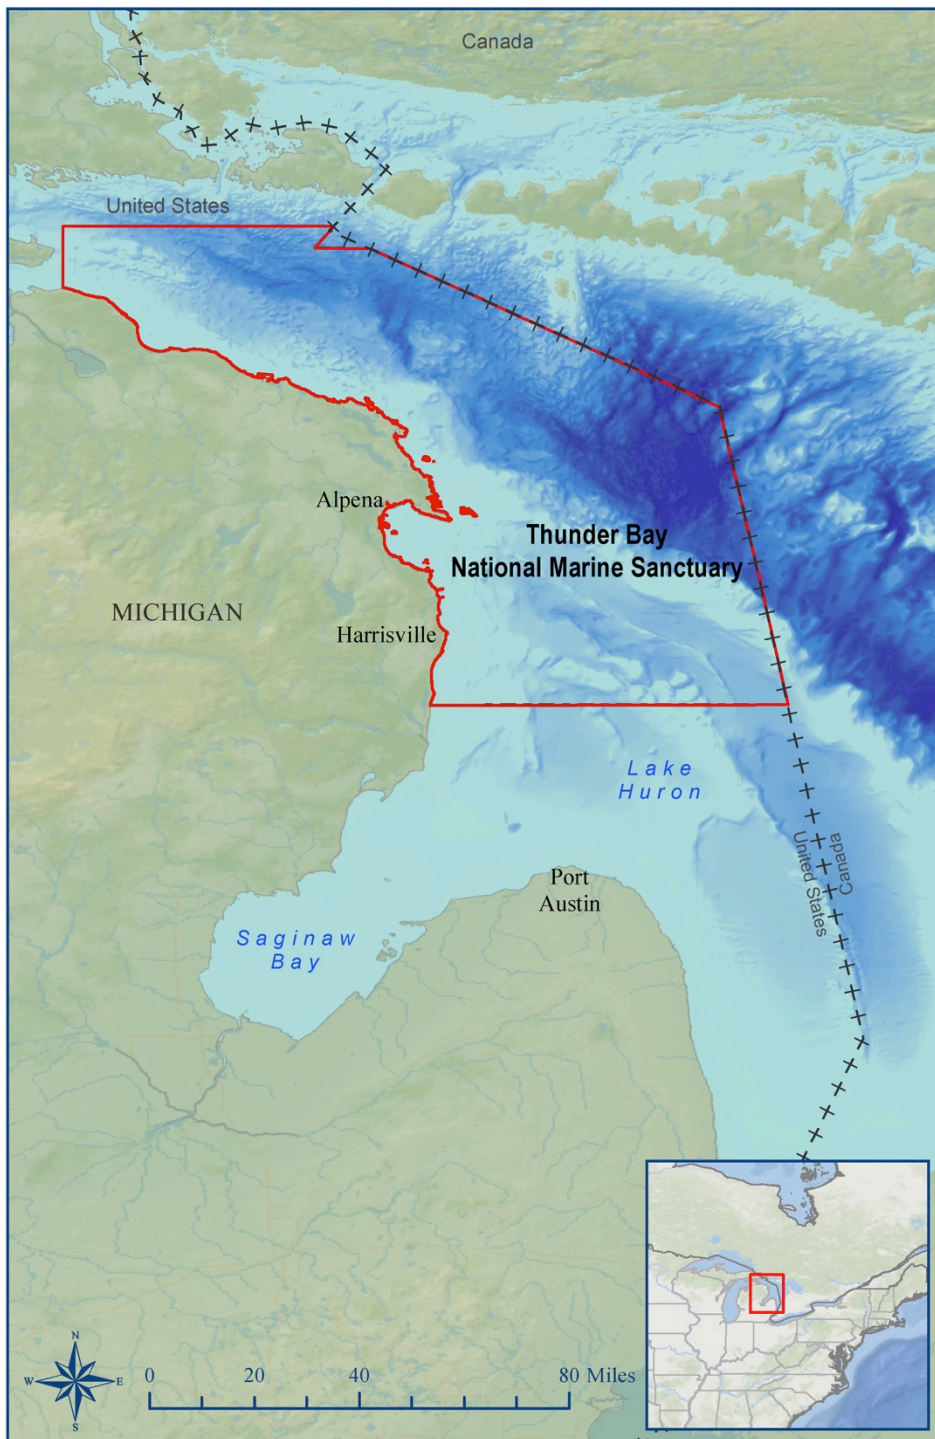 Canada
United States
Alpena
Thunder Bay
National Marine Sanctuary
MICHIGAN
Harrisville
Lake
Huron
Canada
United States
Port
Austin
Saginaw
Bay
N
W
E
S
0
20
40
80 Miles